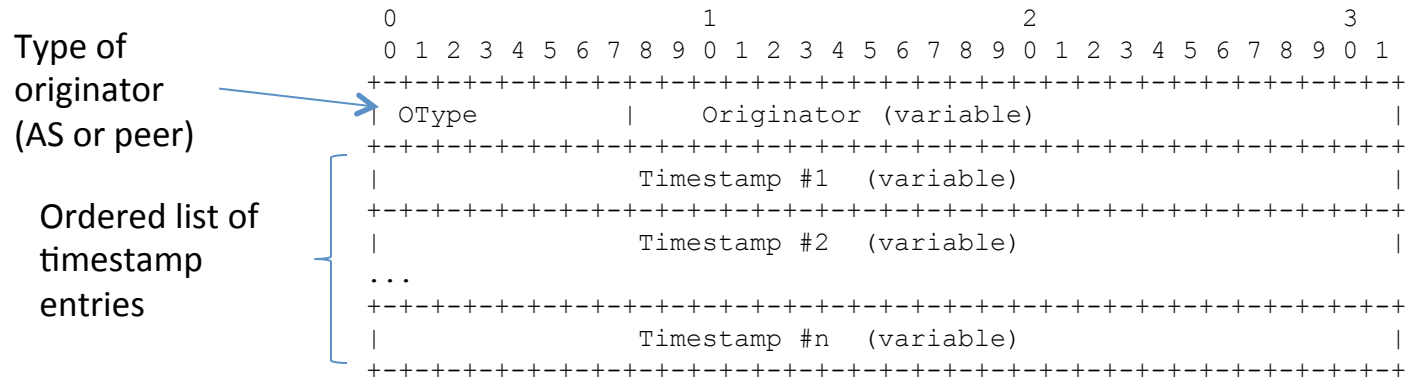 0                   1                   2                   3
 0 1 2 3 4 5 6 7 8 9 0 1 2 3 4 5 6 7 8 9 0 1 2 3 4 5 6 7 8 9 0 1
+-+-+-+-+-+-+-+-+-+-+-+-+-+-+-+-+-+-+-+-+-+-+-+-+-+-+-+-+-+-+-+-+
Type of
originator
(AS or peer)
| OType         |    Originator (variable)                      |
+-+-+-+-+-+-+-+-+-+-+-+-+-+-+-+-+-+-+-+-+-+-+-+-+-+-+-+-+-+-+-+-+
Ordered list of
timestamp
entries
|                Timestamp #1  (variable)                       |
+-+-+-+-+-+-+-+-+-+-+-+-+-+-+-+-+-+-+-+-+-+-+-+-+-+-+-+-+-+-+-+-+
|                Timestamp #2  (variable)                       |
...
+-+-+-+-+-+-+-+-+-+-+-+-+-+-+-+-+-+-+-+-+-+-+-+-+-+-+-+-+-+-+-+-+
|                Timestamp #n  (variable)                       |
+-+-+-+-+-+-+-+-+-+-+-+-+-+-+-+-+-+-+-+-+-+-+-+-+-+-+-+-+-+-+-+-+